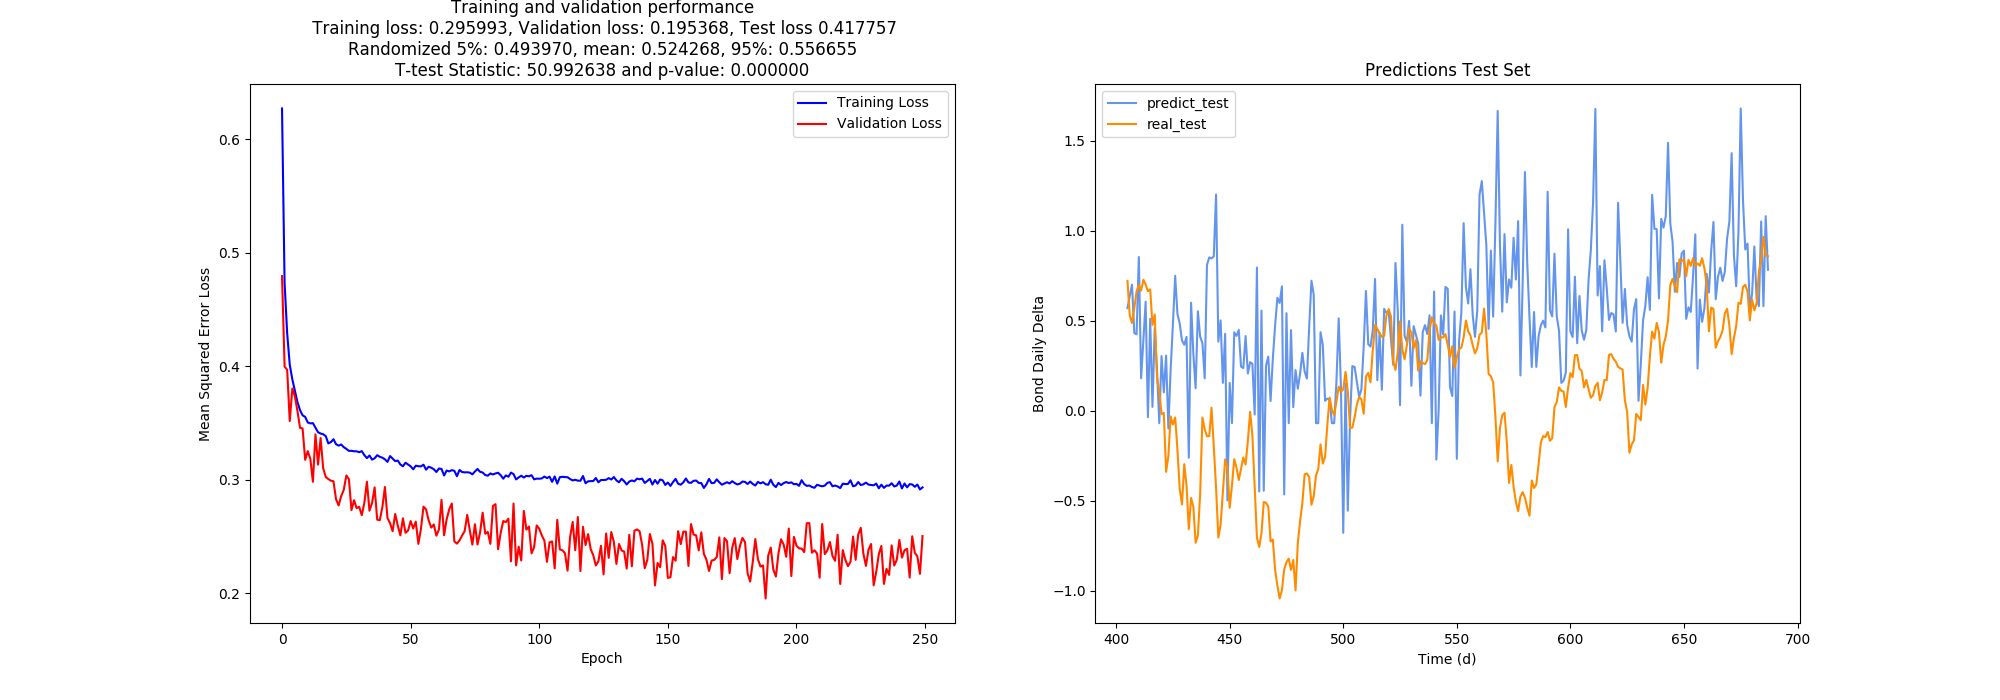 Training and validation performance
Training loss: 0.295993, Validation loss: 0.195368, Test loss 0.417757
Randomized 5%: 0.493970, mean: 0.524268, 95%: 0.556655
T-test Statistic: 50.992638 and p-value: 0.000000
Training Loss
Validation Loss
Mean Squared Error Loss
0.6
0.5
0.4
0.3
0.2
0
50
100
150
200
250
Epoch
Predictions Test Set
predict_test
real_test
Bond Daily Delta
1.5
1.0
0.5
0.0
−0.5
−1.0
400
450
500
550
600
650
700
Time (d)